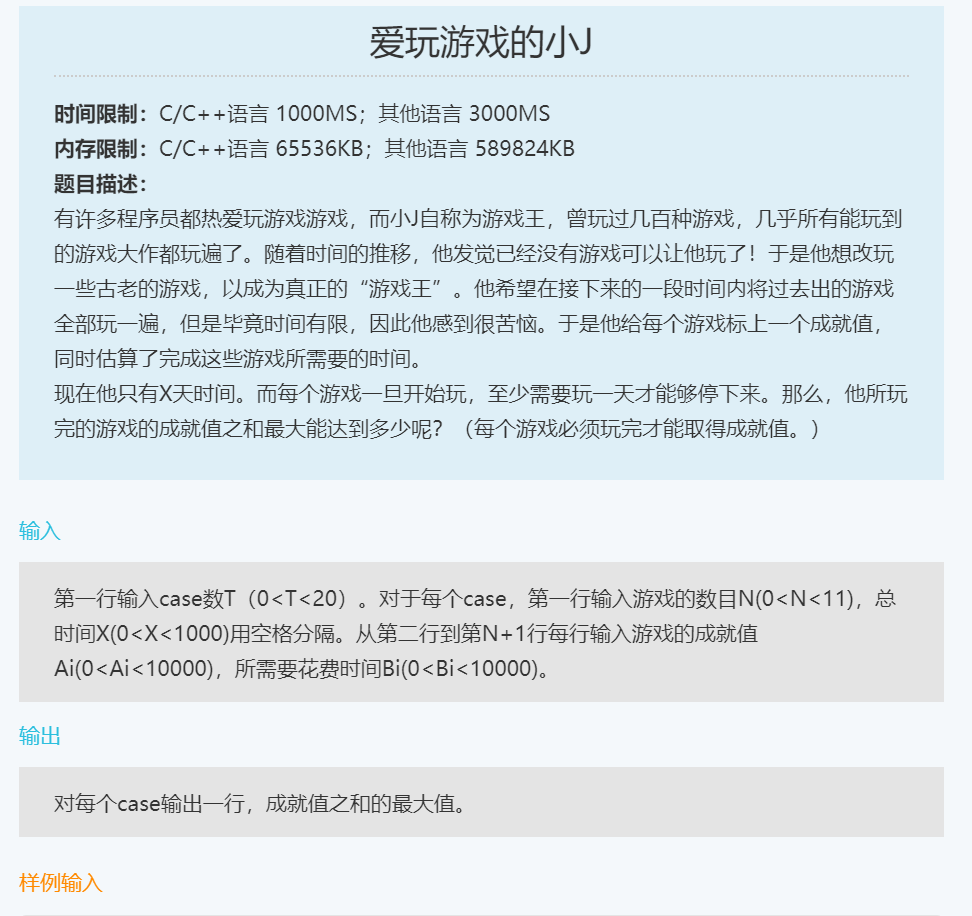 爱玩游戏的小J
时间限制：C/C++语言 1000MS；其他语言 3000MS
内存限制：C/C++语言 65536KB；其他语言 589824KB
题目描述：
有许多程序员都热爱玩游戏游戏，而小J自称为游戏王，曾玩过几百种游戏，几乎所有能玩到
的游戏大作都玩遍了。随着时间的推移，他发觉已经没有游戏可以让他玩了！于是他想改玩
一些古老的游戏，以成为真正的“游戏王”。他希望在接下来的一段时间内将过去出的游戏
全部玩一遍，但是毕竟时间有限，因此他感到很苦恼。于是他给每个游戏标上一个成就值，
同时估算了完成这些游戏所需要的时间。
现在他只有X天时间。而每个游戏一旦开始玩，至少需要玩一天才能够停下来。那么，他所玩
完的游戏的成就值之和最大能达到多少呢？（每个游戏必须玩完才能取得成就值。）
输入
第一行输入case数T（0<T<20）。对于每个case，第一行输入游戏的数目N(0<N<11)，总
时间X(0<X<1000)用空格分隔。从第二行到第N+1行每行输入游戏的成就值
Ai(0<Ai<10000)，所需要花费时间Bi(0<Bi<10000)。
输出
对每个case输出一行，成就值之和的最大值。
样例输入